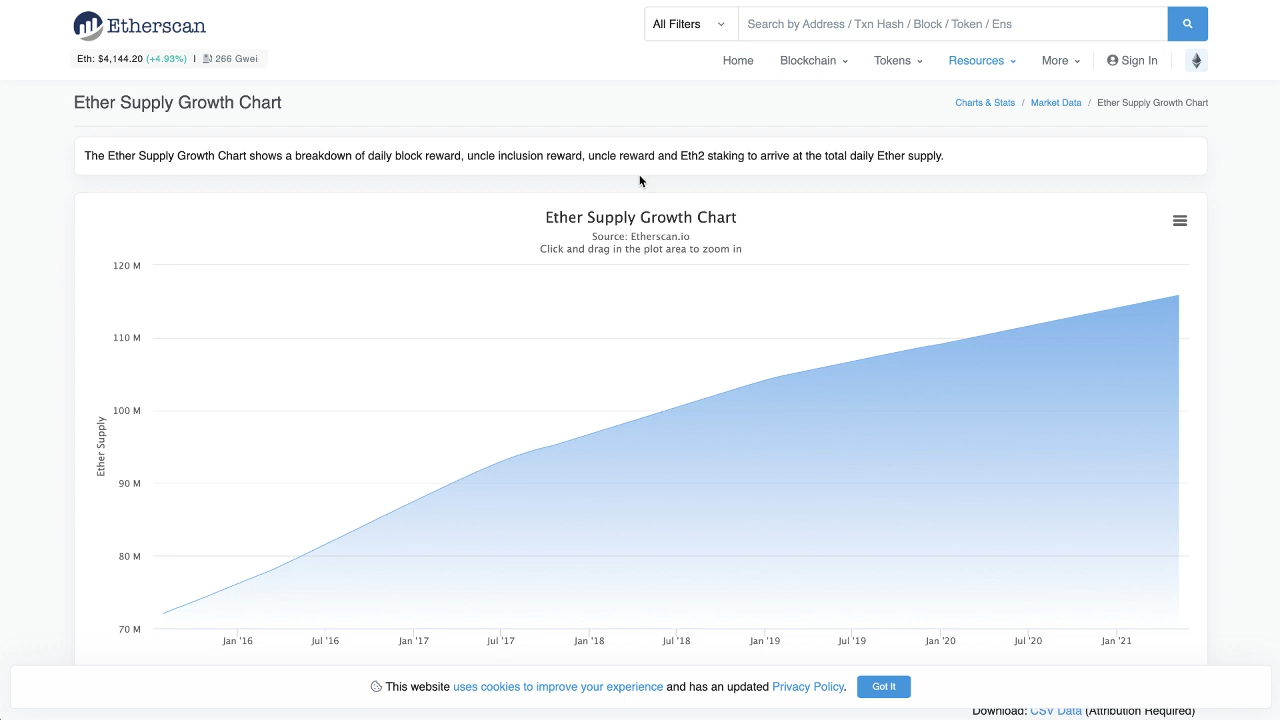 Etherscan
All Filters
Search by Address / Txn Hash / Block / Token / Ens
Eth: $4,144.20 (+4.93%) | 266 Gwei
Home
Blockchain
Tokens
Resources
More
Sign In
Ether Supply Growth Chart
Charts & Stats / Market Data / Ether Supply Growth Chart
The Ether Supply Growth Chart shows a breakdown of daily block reward, uncle inclusion reward, uncle reward and Eth2 staking to arrive at the total daily Ether supply.
Ether Supply Growth Chart
Source: Etherscan.io
Click and drag in the plot area to zoom in
Ether Supply
120 M
110 M
100 M
90 M
80 M
70 M
Jan '16
Jul '16
Jan '17
Jul '17
Jan '18
Jul '18
Jan '19
Jul '19
Jan '20
Jul '20
Jan '21
This website uses cookies to improve your experience and has an updated Privacy Policy.
Got It
Download: CSV Data (Attribution Required)